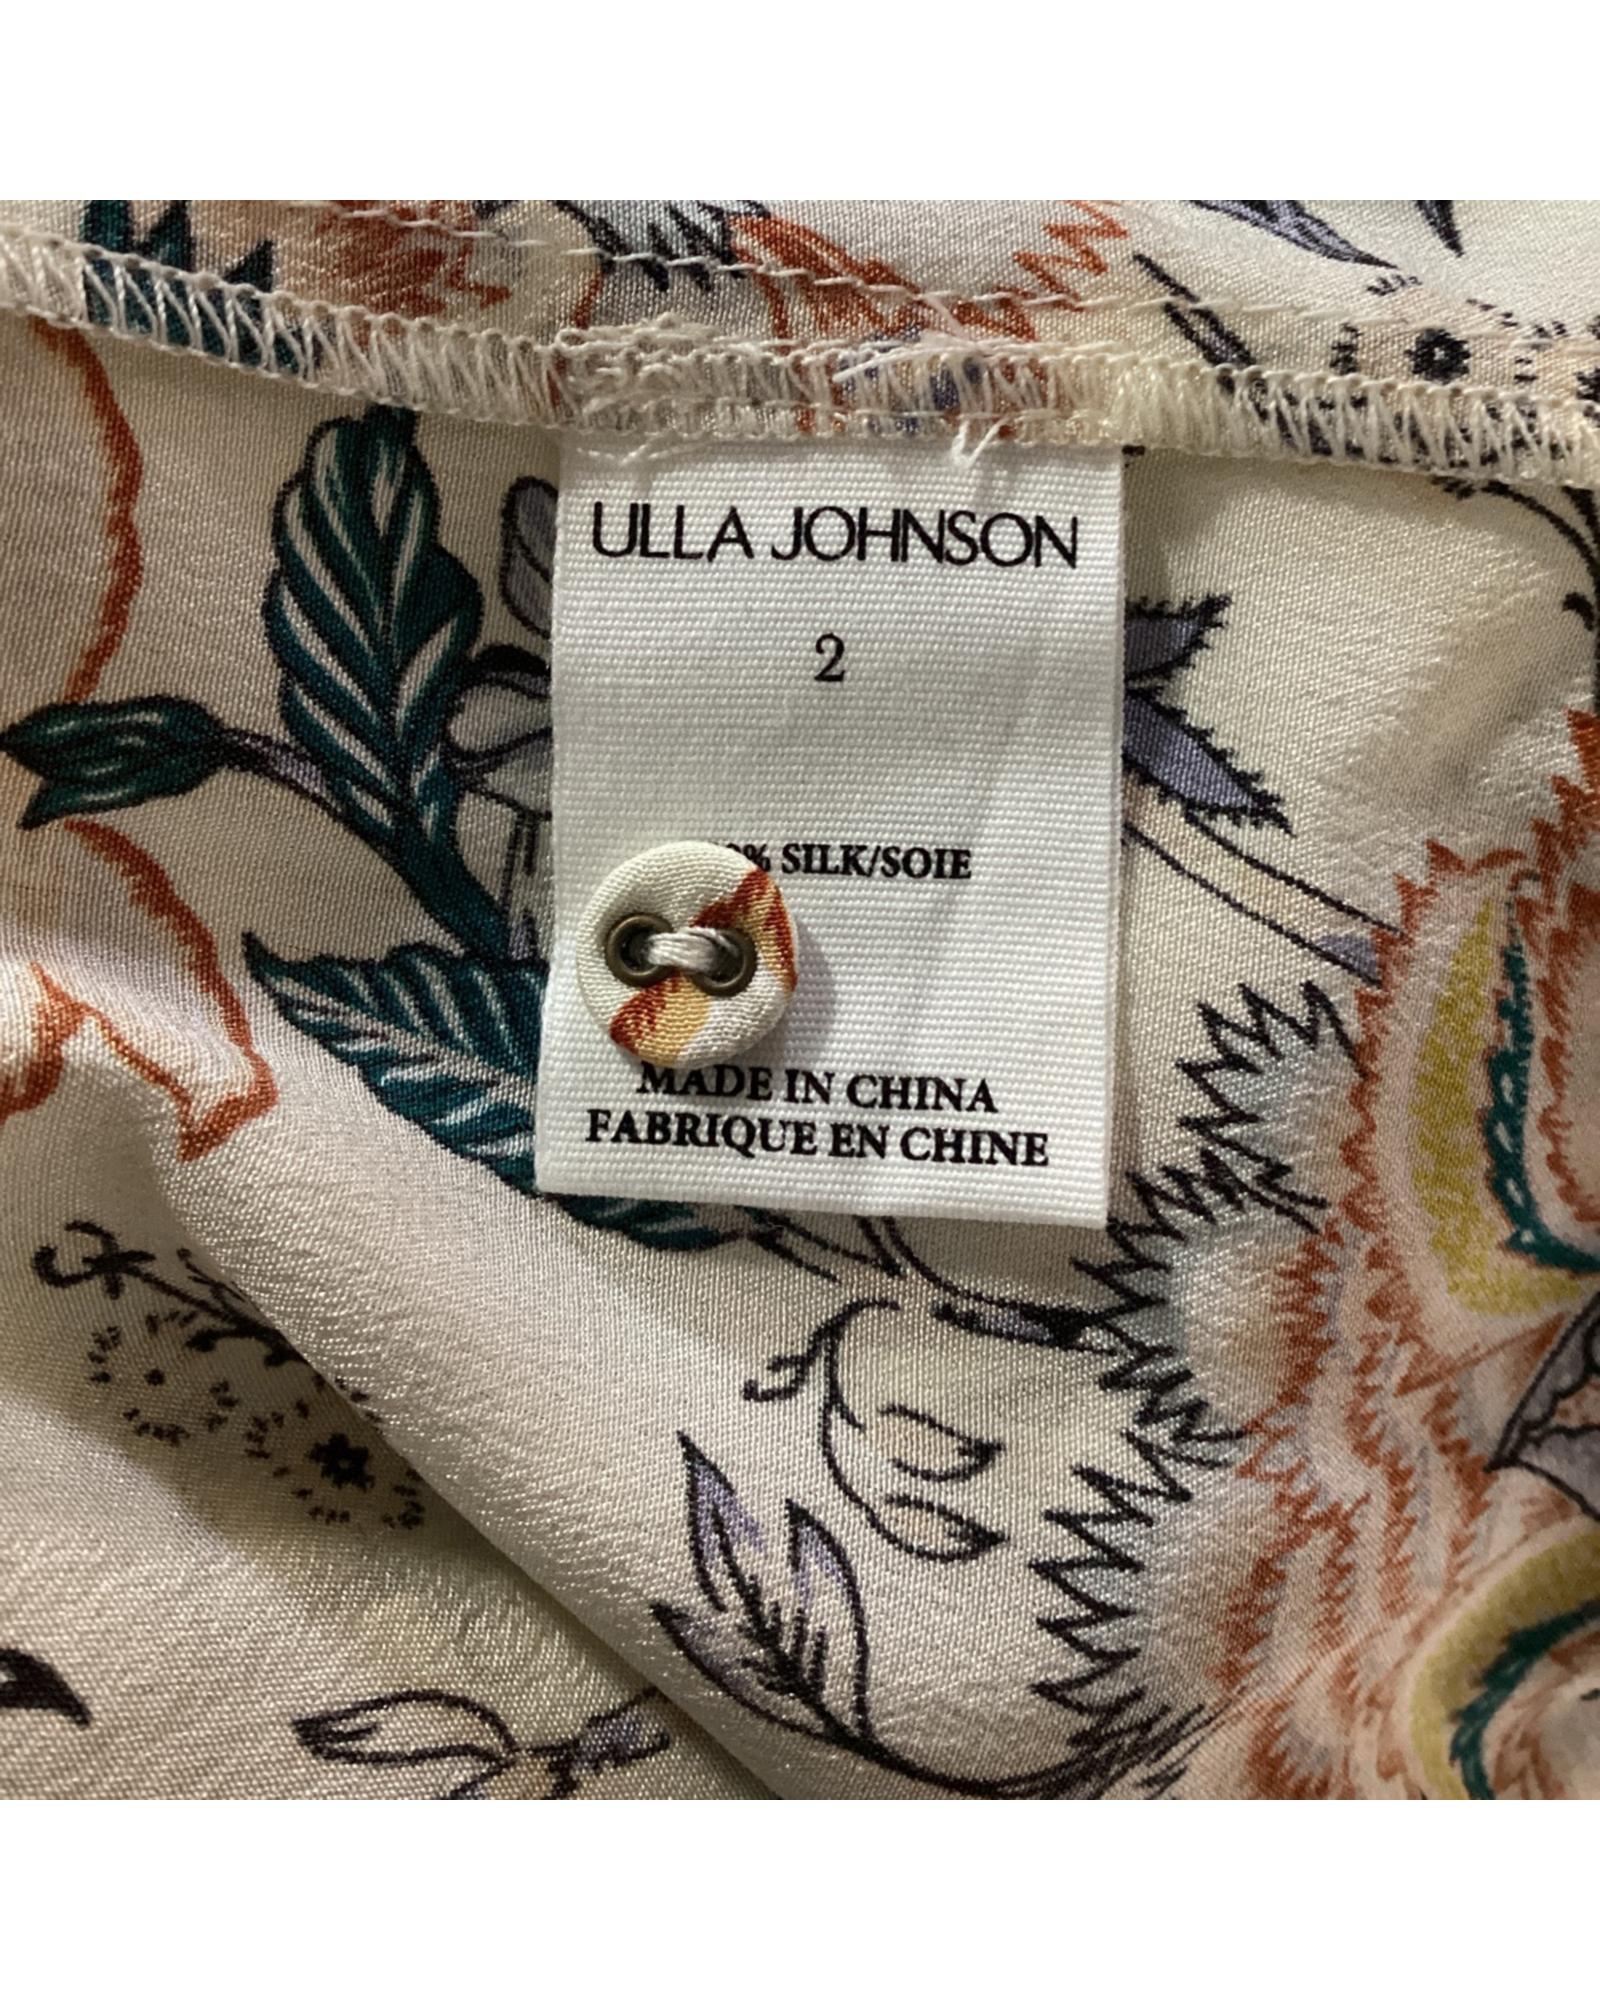 ULLA JOHNSON
2
% SILK/SOIE
MADE IN CHINA
FABRIQUE EN CHINE